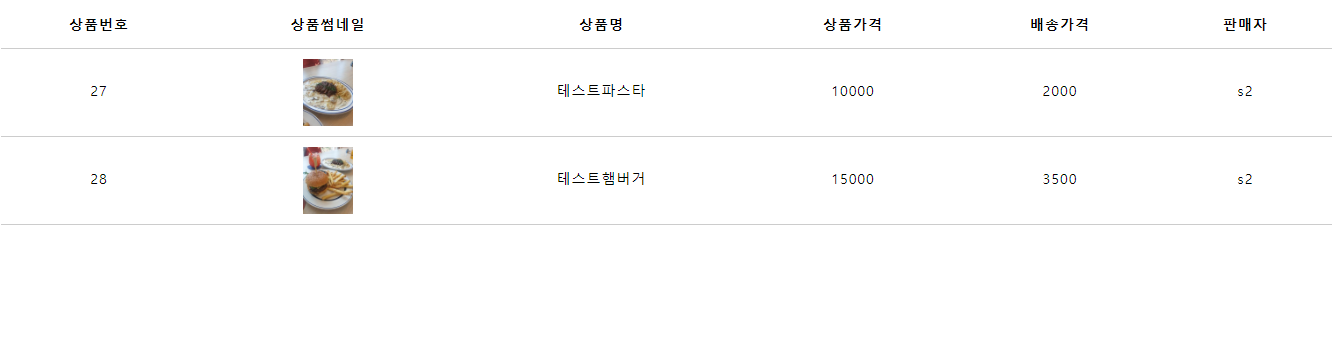 상품번호 상품썸네일 상품명 상품가격 배송가격 판매자
27 테스트파스타 10000 2000 s2
28 테스트햄버거 15000 3500 s2